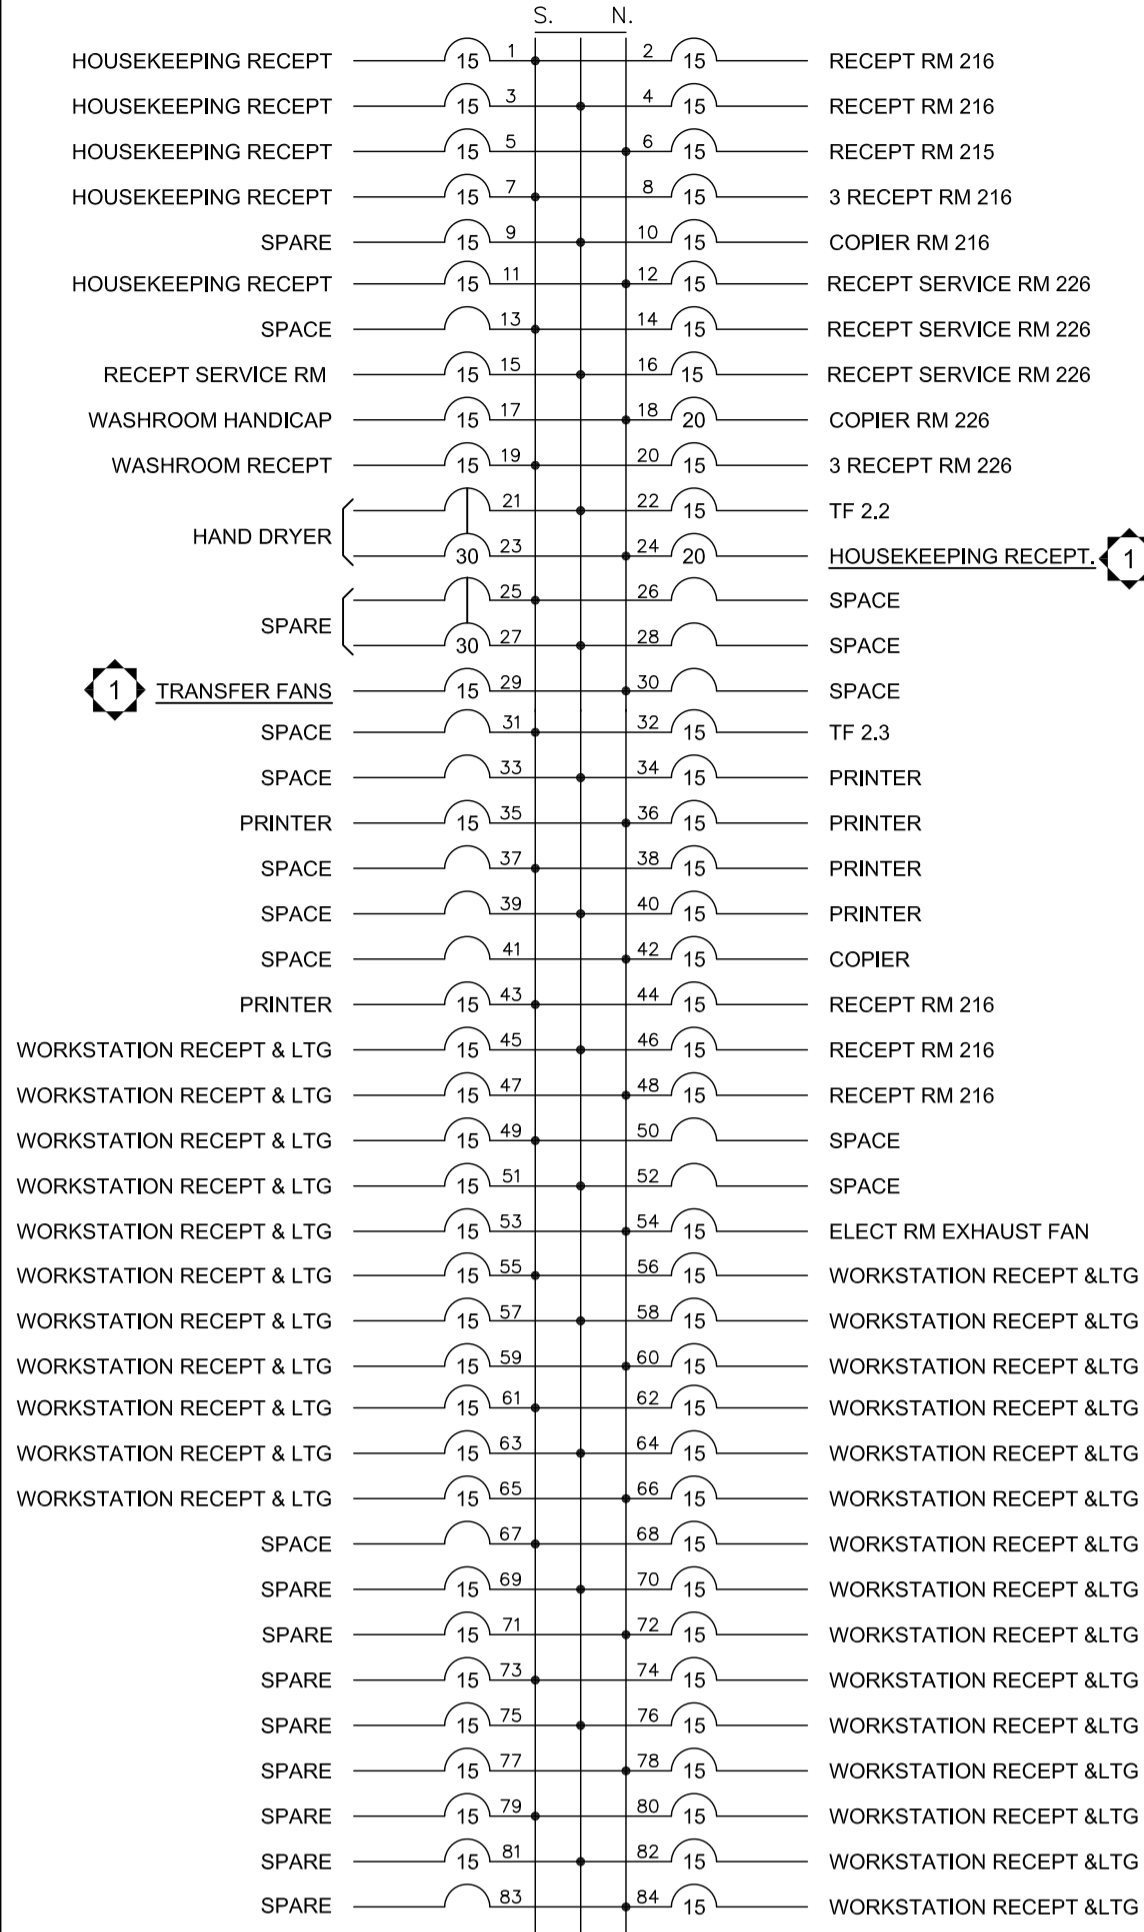 S. N.
HOUSEKEEPING RECEPT 15 1 2 15 RECEPT RM 216
HOUSEKEEPING RECEPT 15 3 4 15 RECEPT RM 216
HOUSEKEEPING RECEPT 15 5 6 15 RECEPT RM 215
HOUSEKEEPING RECEPT 15 7 8 15 3 RECEPT RM 216
SPARE 15 9 10 15 COPIER RM 216
HOUSEKEEPING RECEPT 15 11 12 15 RECEPT SERVICE RM 226
SPACE 13 14 15 RECEPT SERVICE RM 226
RECEPT SERVICE RM 15 15 16 15 RECEPT SERVICE RM 226
WASHROOM HANDICAP 15 17 18 20 COPIER RM 226
WASHROOM RECEPT 15 19 20 15 3 RECEPT RM 226
21 22 15 TF 2.2
HAND DRYER
30 23 24 20 HOUSEKEEPING RECEPT. 1
25 26 SPACE
SPARE
30 27 28 SPACE
1 TRANSFER FANS 15 29 30 SPACE
SPACE 31 32 15 TF 2.3
SPACE 33 34 15 PRINTER
PRINTER 15 35 36 15 PRINTER
SPACE 37 38 15 PRINTER
SPACE 39 40 15 PRINTER
SPACE 41 42 15 COPIER
PRINTER 15 43 44 15 RECEPT RM 216
WORKSTATION RECEPT & LTG 15 45 46 15 RECEPT RM 216
WORKSTATION RECEPT & LTG 15 47 48 15 RECEPT RM 216
WORKSTATION RECEPT & LTG 15 49 50 SPACE
WORKSTATION RECEPT & LTG 15 51 52 SPACE
WORKSTATION RECEPT & LTG 15 53 54 15 ELECT RM EXHAUST FAN
WORKSTATION RECEPT & LTG 15 55 56 15 WORKSTATION RECEPT &LTG
WORKSTATION RECEPT & LTG 15 57 58 15 WORKSTATION RECEPT &LTG
WORKSTATION RECEPT & LTG 15 59 60 15 WORKSTATION RECEPT &LTG
WORKSTATION RECEPT & LTG 15 61 62 15 WORKSTATION RECEPT &LTG
WORKSTATION RECEPT & LTG 15 63 64 15 WORKSTATION RECEPT &LTG
WORKSTATION RECEPT & LTG 15 65 66 15 WORKSTATION RECEPT &LTG
SPACE 67 68 15 WORKSTATION RECEPT &LTG
SPARE 15 69 70 15 WORKSTATION RECEPT &LTG
SPARE 15 71 72 15 WORKSTATION RECEPT &LTG
SPARE 15 73 74 15 WORKSTATION RECEPT &LTG
SPARE 15 75 76 15 WORKSTATION RECEPT &LTG
SPARE 15 77 78 15 WORKSTATION RECEPT &LTG
SPARE 15 79 80 15 WORKSTATION RECEPT &LTG
SPARE 15 81 82 15 WORKSTATION RECEPT &LTG
SPARE 83 84 15 WORKSTATION RECEPT &LTG